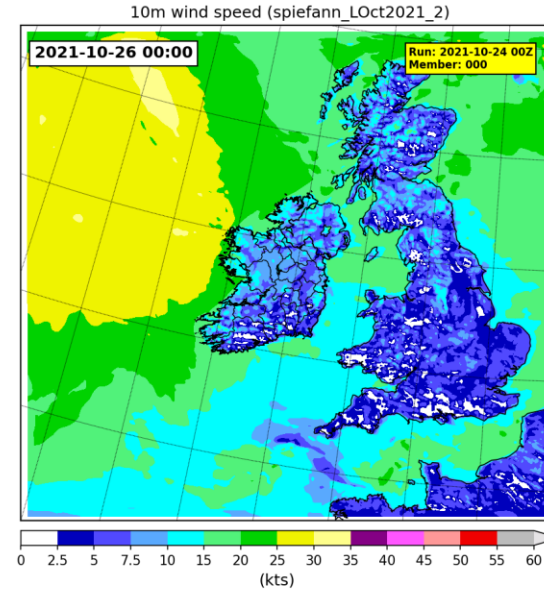 10m wind speed (spiefann_LOct2021_2)
2021-10-26 00:00
Run: 2021-10-24 00Z
Member: 000
0 2.5 5 7.5 10 15 20 25 30 35 40 45 50 55 60
(kts)